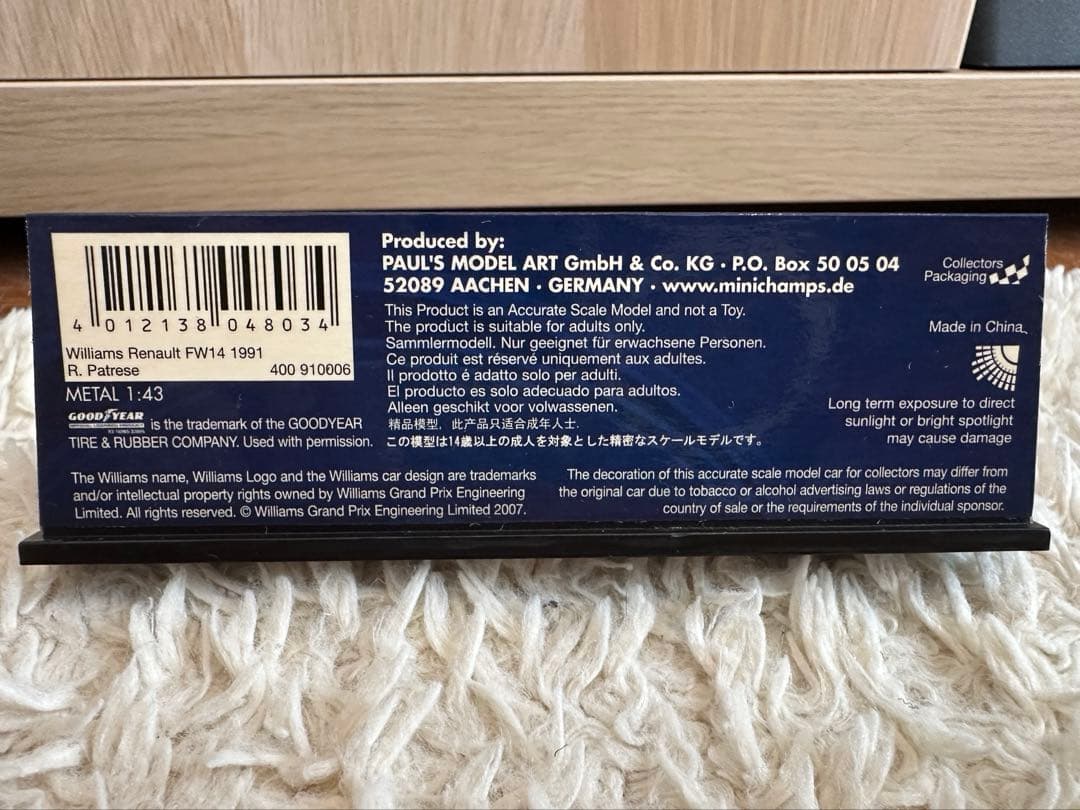 4 012138 048034
Williams Renault FW14 1991
R. Patrese 400 910006
METAL 1:43
GOODYEAR is the trademark of the GOODYEAR
TIRE & RUBBER COMPANY. Used with permission.
Produced by:
PAUL'S MODEL ART GmbH & Co. KG · P.O. Box 50 05 04
52089 AACHEN · GERMANY · www.minichamps.de
This Product is an Accurate Scale Model and not a Toy.
The product is suitable for adults only.
Sammlermodell. Nur geeignet für erwachsene Personen.
Ce produit est réservé uniquement aux adultes.
Il prodotto é adatto solo per adulti.
El producto es solo adecuado para adultos.
Alleen geschikt voor volwassenen.
精品模型，此产品只适合成年人士.
この模型は14歳以上の成人を対象とした精密なスケールモデルです。
Collectors
Packaging
Made in China
Long term exposure to direct
sunlight or bright spotlight
may cause damage
The Williams name, Williams Logo and the Williams car design are trademarks
and/or intellectual property rights owned by Williams Grand Prix Engineering
Limited. All rights reserved. © Williams Grand Prix Engineering Limited 2007.
The decoration of this accurate scale model car for collectors may differ from
the original car due to tobacco or alcohol advertising laws or regulations of the
country of sale or the requirements of the individual sponsor.